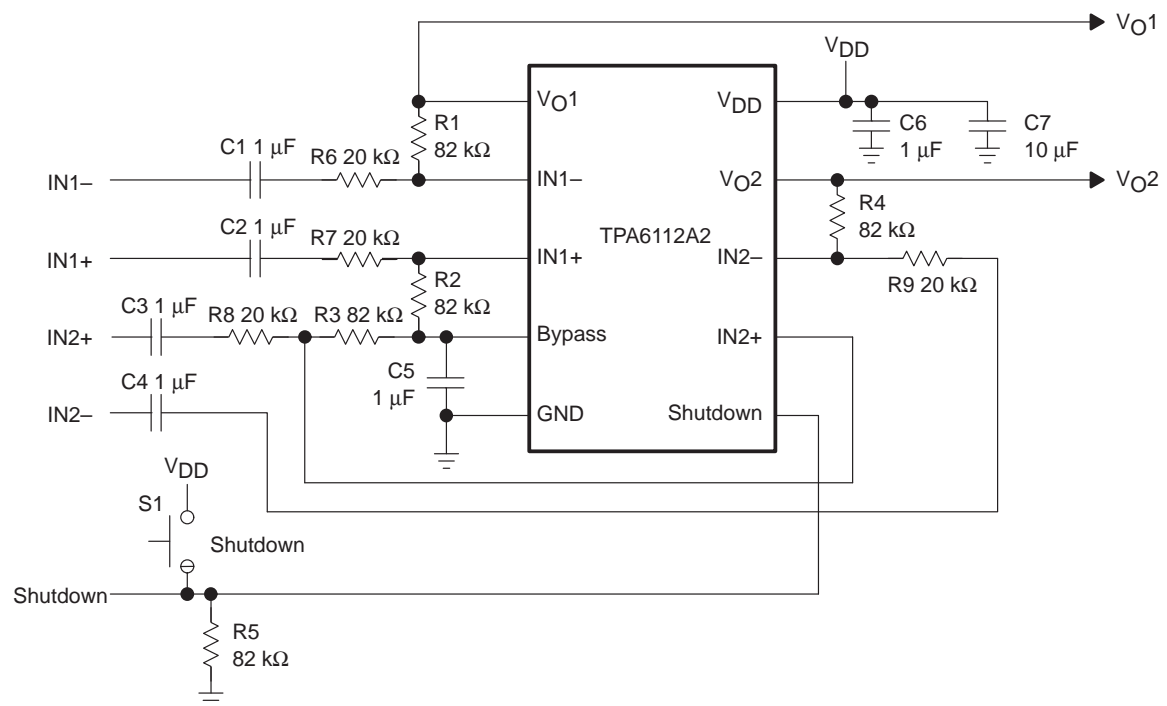 VO1
VDD
VO1
VDD
R1
82 kΩ
C6
1 μF
C7
10 μF
C1 1 μF
R6 20 kΩ
IN1–
IN1–
VO2
VO2
R4
82 kΩ
C2 1 μF
R7 20 kΩ
TPA6112A2
IN1+
IN1+
IN2–
R2
82 kΩ
R9 20 kΩ
C3 1 μF
R8 20 kΩ
R3 82 kΩ
IN2+
Bypass
IN2+
C5
1 μF
C4 1 μF
IN2–
GND
Shutdown
VDD
S1
Shutdown
Shutdown
R5
82 kΩ